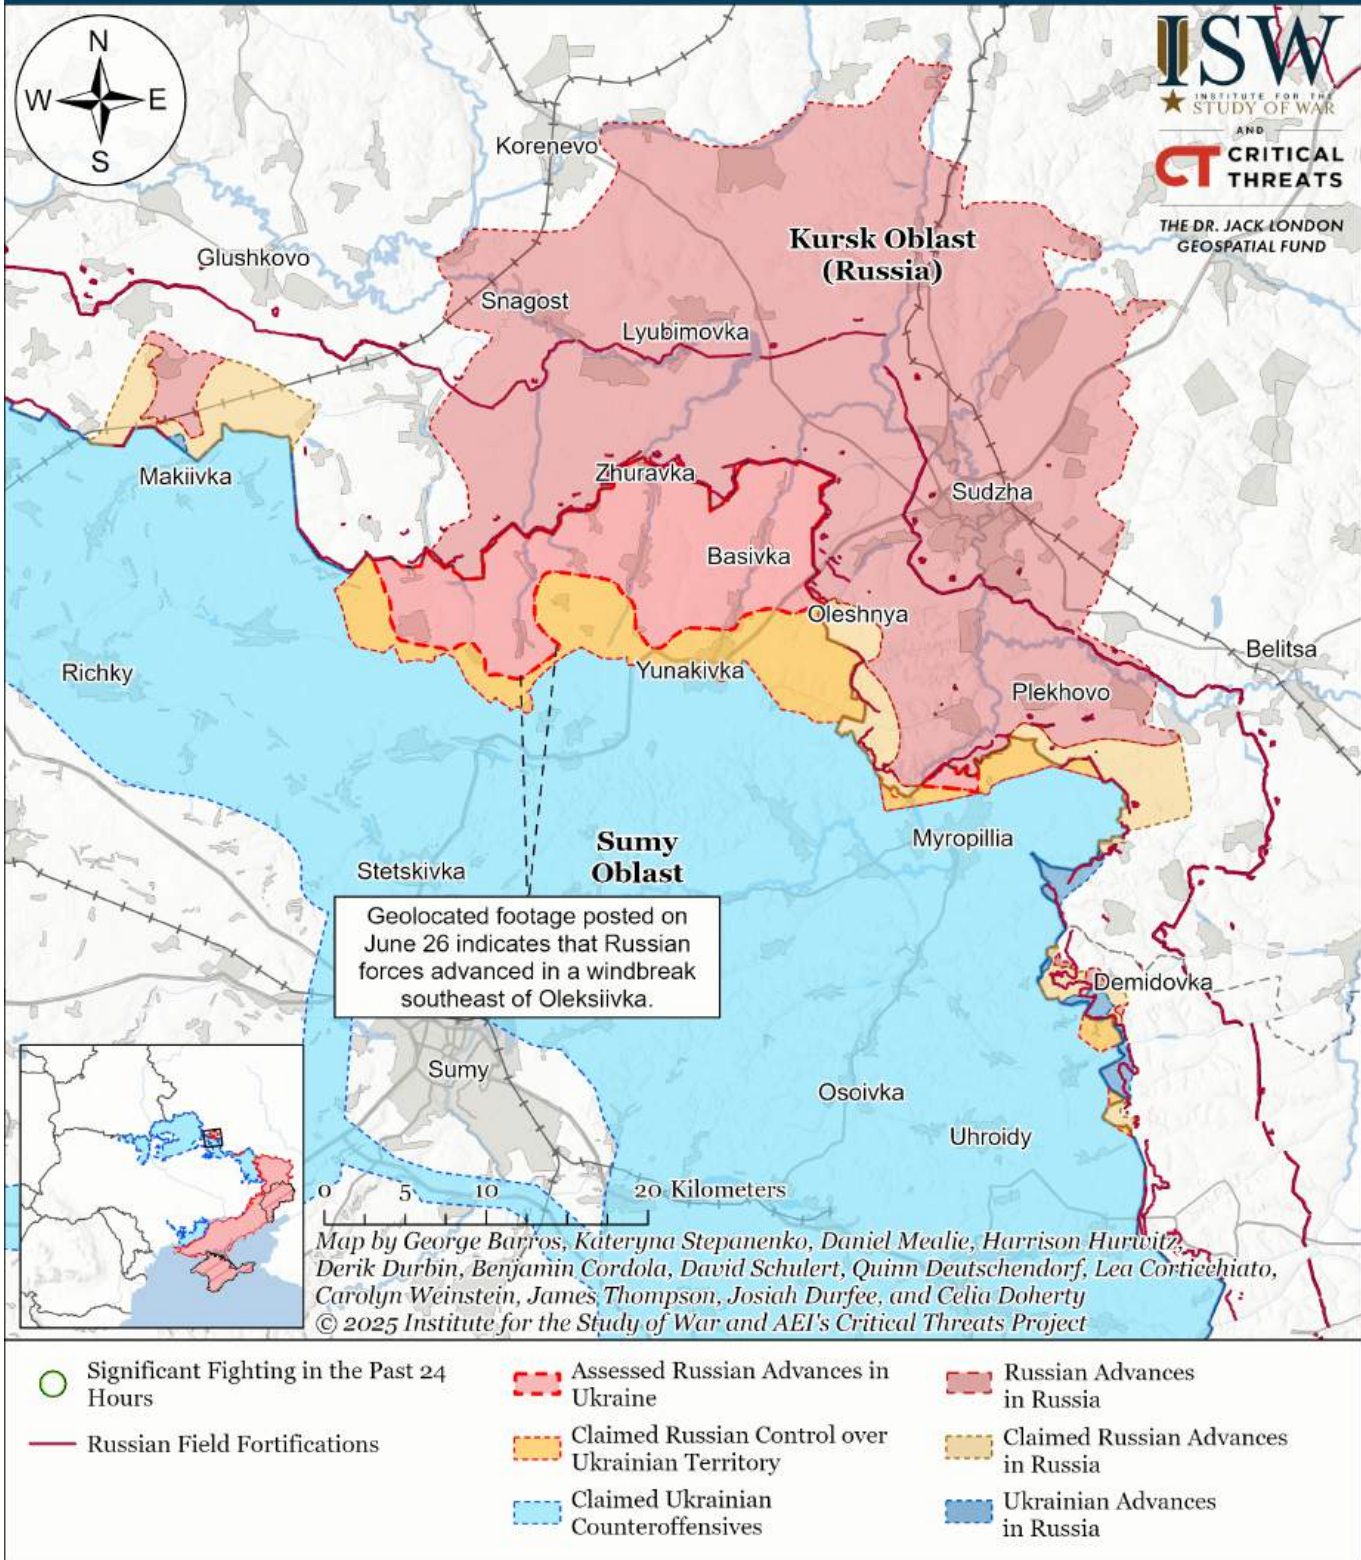 N
W
E
S
ISW
INSTITUTE FOR THE
STUDY OF WAR
AND
CT CRITICAL
THREATS
THE DR. JACK LONDON
GEOSPATIAL FUND
Korenevo
Kursk Oblast
(Russia)
Glushkovo
Snagost
Lyubimovka
Makiivka
Zhuravka
Sudzha
Basivka
Oleshnya
Belitsa
Richky
Yunakivka
Plekhovo
Myropillia
Sumy
Oblast
Stetskivka
Geolocated footage posted on
June 26 indicates that Russian
forces advanced in a windbreak
southeast of Oleksiivka.
Demidovka
Sumy
Osoivka
Uhroidy
0 5 10 20 Kilometers
Map by George Barros, Kateryna Stepanenko, Daniel Mealie, Harrison Hurwitz,
Derik Durbin, Benjamin Cordola, David Schulert, Quinn Deutschendorf, Lea Corticchiato,
Carolyn Weinstein, James Thompson, Josiah Durfee, and Celia Doherty
© 2025 Institute for the Study of War and AEI's Critical Threats Project
Significant Fighting in the Past 24
Hours
Russian Field Fortifications
Assessed Russian Advances in
Ukraine
Claimed Russian Control over
Ukrainian Territory
Claimed Ukrainian
Counteroffensives
Russian Advances
in Russia
Claimed Russian Advances
in Russia
Ukrainian Advances
in Russia